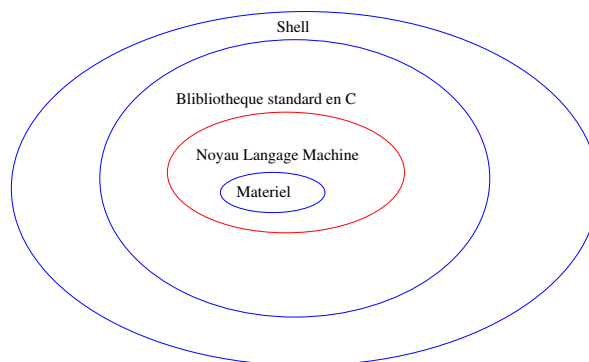 Shell
Blibliotheque standard en C
Noyau Langage Machine
Materiel